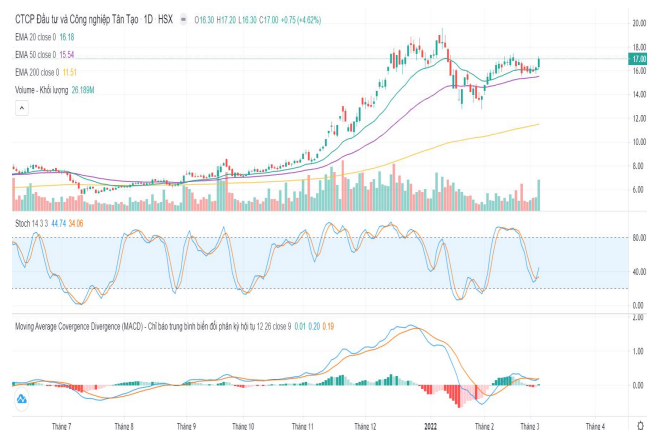 CTCP Đầu tư và Công nghiệp Tân Tạo · 1D · HSX O16.30 H17.20 L16.30 C17.00 +0.75 (+4.62%)
EMA 20 close 0 16.18
EMA 50 close 0 15.54
EMA 200 close 0 11.51
Volume - Khối lượng 26.189M
20.00
18.00
17.00
16.00
14.00
12.00
10.00
8.00
6.00
Stoch 14 3 3 44.74 34.06
80.00
40.00
0.00
2.00
Moving Average Covergence Divergence (MACD) - Chỉ báo trung bình biến đổi phân kỳ hội tụ 12 26 close 9 0.01 0.20 0.19
1.00
0.00
Tháng 7 Tháng 8 Tháng 9 Tháng 10 Tháng 11 Tháng 12 2022 Tháng 2 Tháng 3 Tháng 4